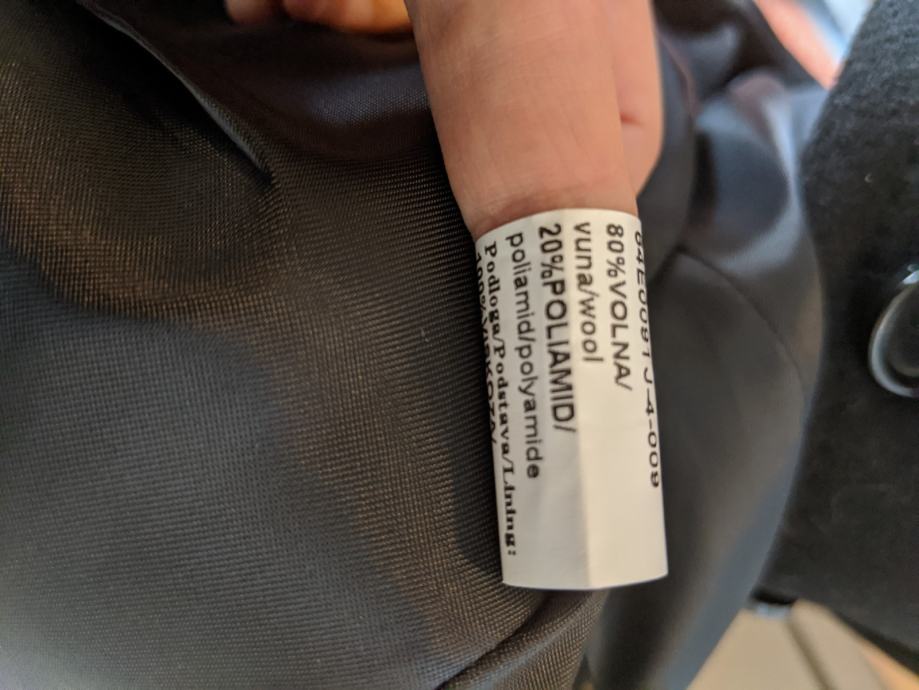 80%VOLNA/
vuna/wool
20%POLIAMID/
poliamid/polyamide
Podloga/Podstava/Lining: